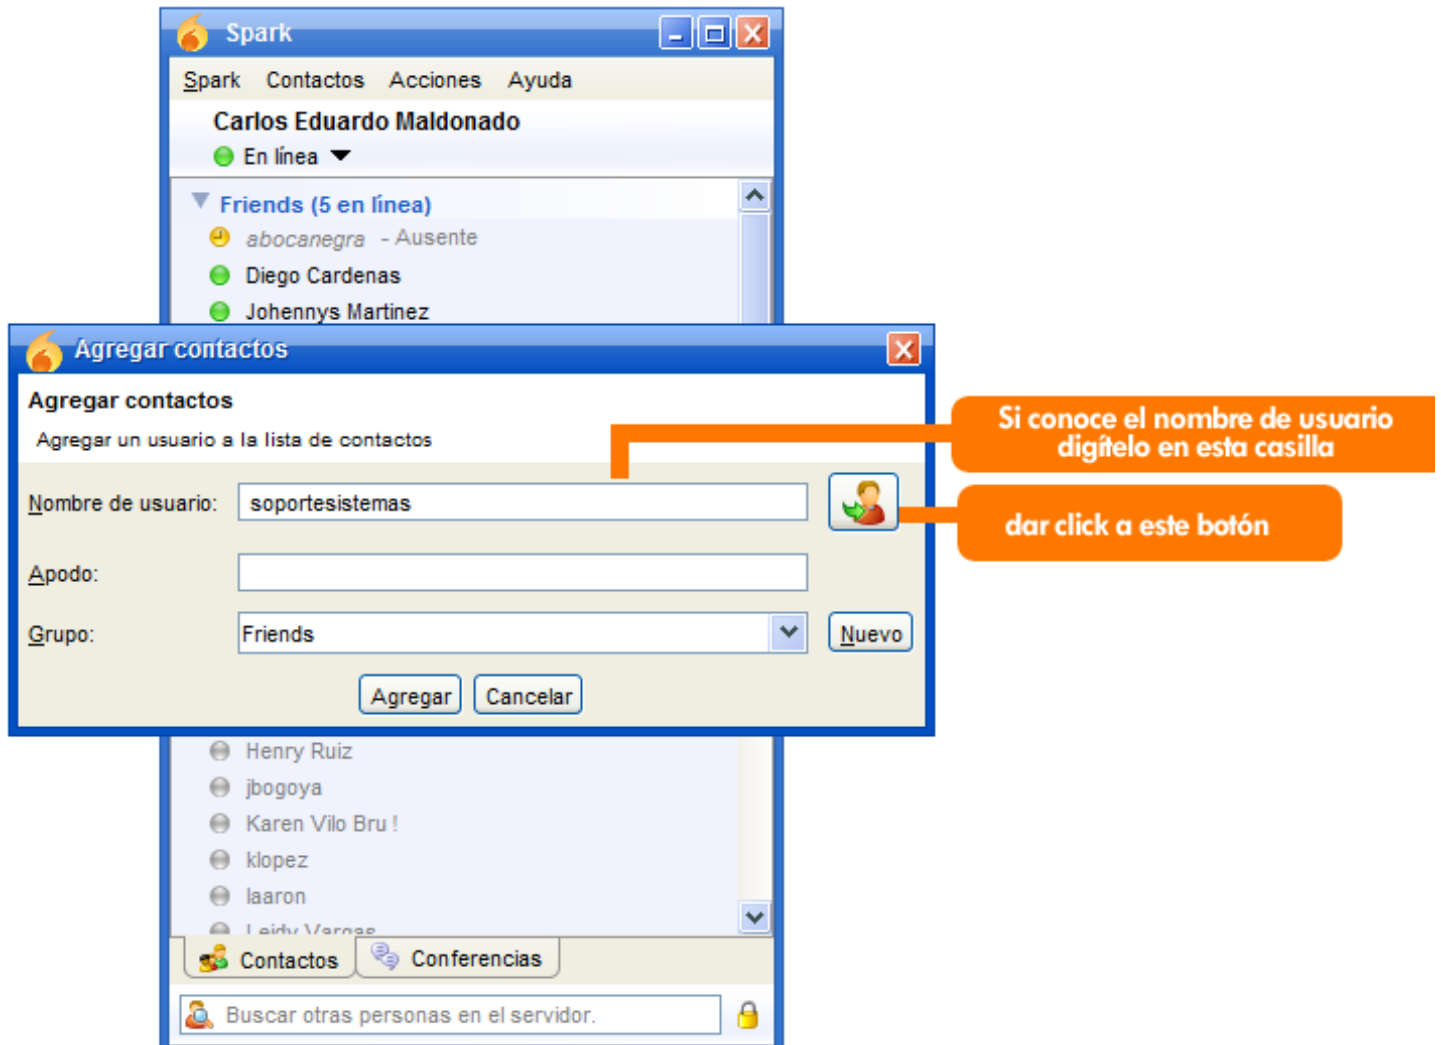 Spark
Spark Contactos Acciones Ayuda
Carlos Eduardo Maldonado
En línea
Friends (5 en línea)
abocanegra - Ausente
Diego Cardenas
Johennys Martinez
Agregar contactos
Agregar contactos
Agregar un usuario a la lista de contactos
Si conoce el nombre de usuario
digítelo en esta casilla
Nombre de usuario: soportesistemas
dar click a este botón
Apodo:
Grupo: Friends Nuevo
Agregar Cancelar
Henry Ruiz
jbogoya
Karen Vilo Bru !
klopez
laaron
Leidy Vargas
Contactos Conferencias
Buscar otras personas en el servidor.